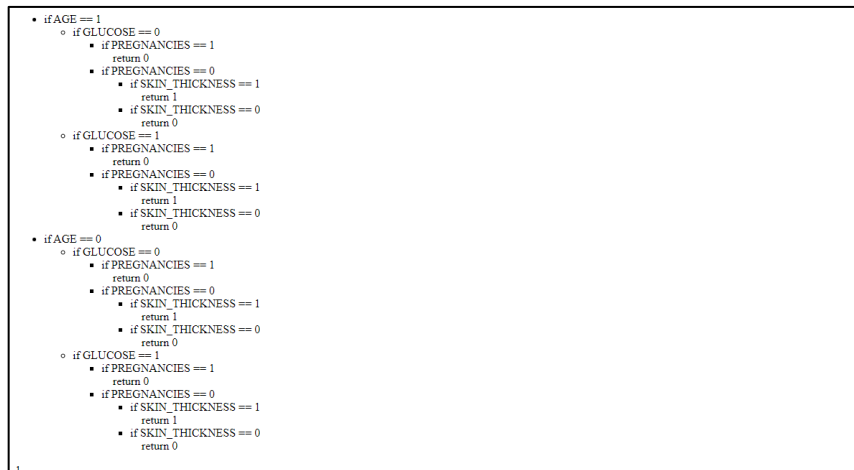 if AGE == 1
if GLUCOSE == 0
if PREGNANCIES == 1
return 0
if PREGNANCIES == 0
if SKIN_THICKNESS == 1
return 1
if SKIN_THICKNESS == 0
return 0
if GLUCOSE == 1
if PREGNANCIES == 1
return 0
if PREGNANCIES == 0
if SKIN_THICKNESS == 1
return 1
if SKIN_THICKNESS == 0
return 0
if AGE == 0
if GLUCOSE == 0
if PREGNANCIES == 1
return 0
if PREGNANCIES == 0
if SKIN_THICKNESS == 1
return 1
if SKIN_THICKNESS == 0
return 0
if GLUCOSE == 1
if PREGNANCIES == 1
return 0
if PREGNANCIES == 0
if SKIN_THICKNESS == 1
return 1
if SKIN_THICKNESS == 0
return 0